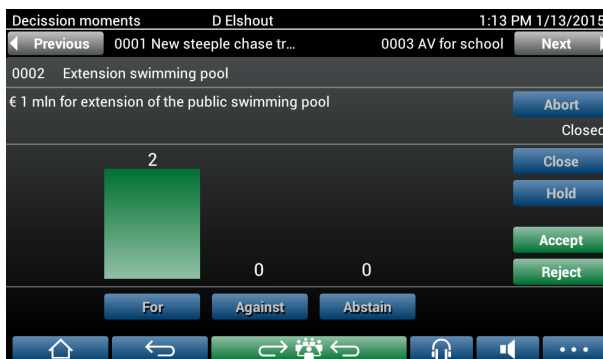 Decission moments D Elshout 1:13 PM 1/13/2015
Previous 0001 New steeple chase tr... 0003 AV for school Next
0002 Extension swimming pool
€ 1 mln for extension of the public swimming pool Abort
Closed
2 Close
Hold
Accept
0 0 Reject
For Against Abstain